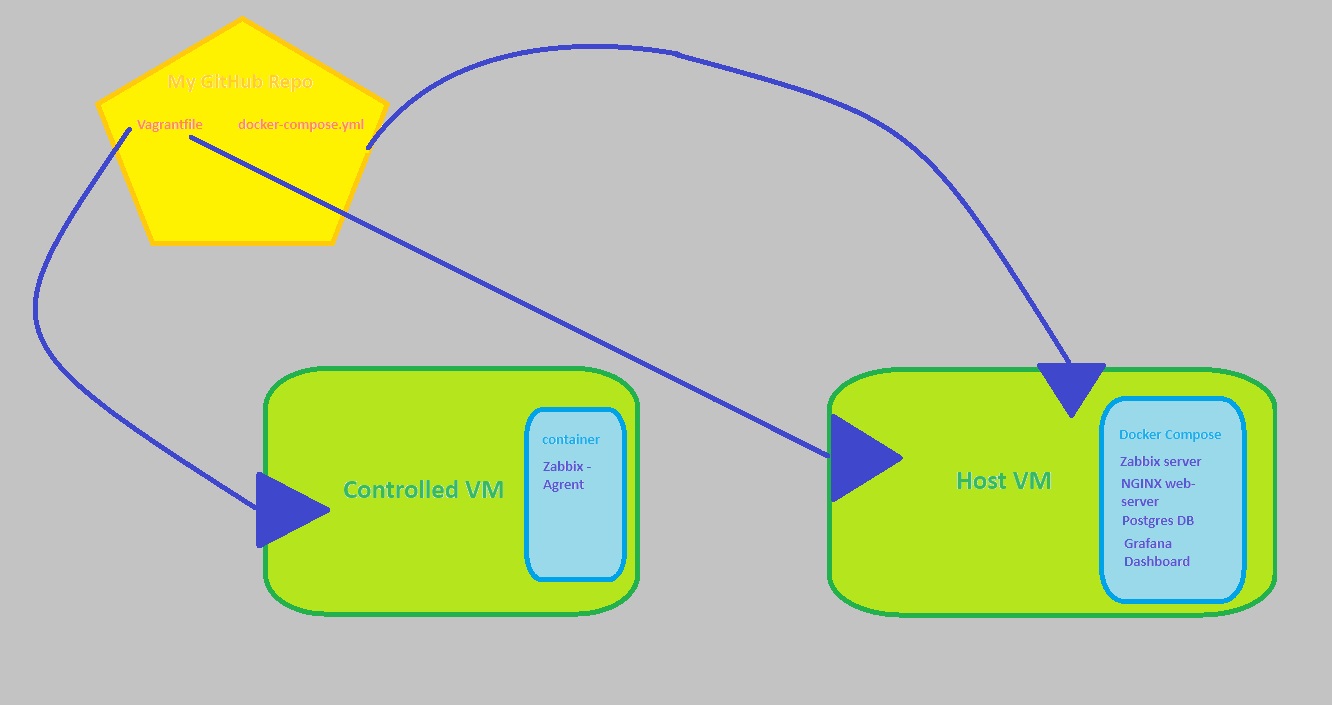 My GitHub Repo
Vagrantfile docker-compose.yml
Controlled VM
container
Zabbix -
Agrent
Host VM
Docker Compose
Zabbix server
NGINX web-
server
Postgres DB
Grafana
Dashboard